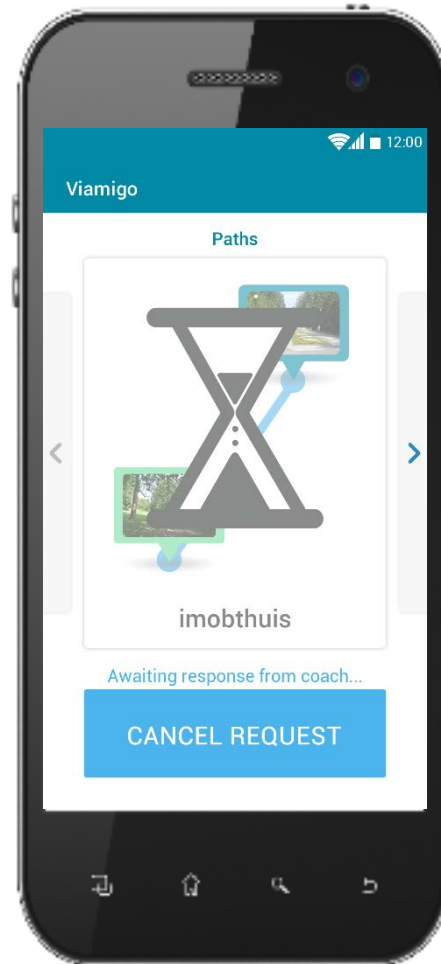 12:00
Viamigo
Paths
imobthuis
Awaiting response from coach...
CANCEL REQUEST